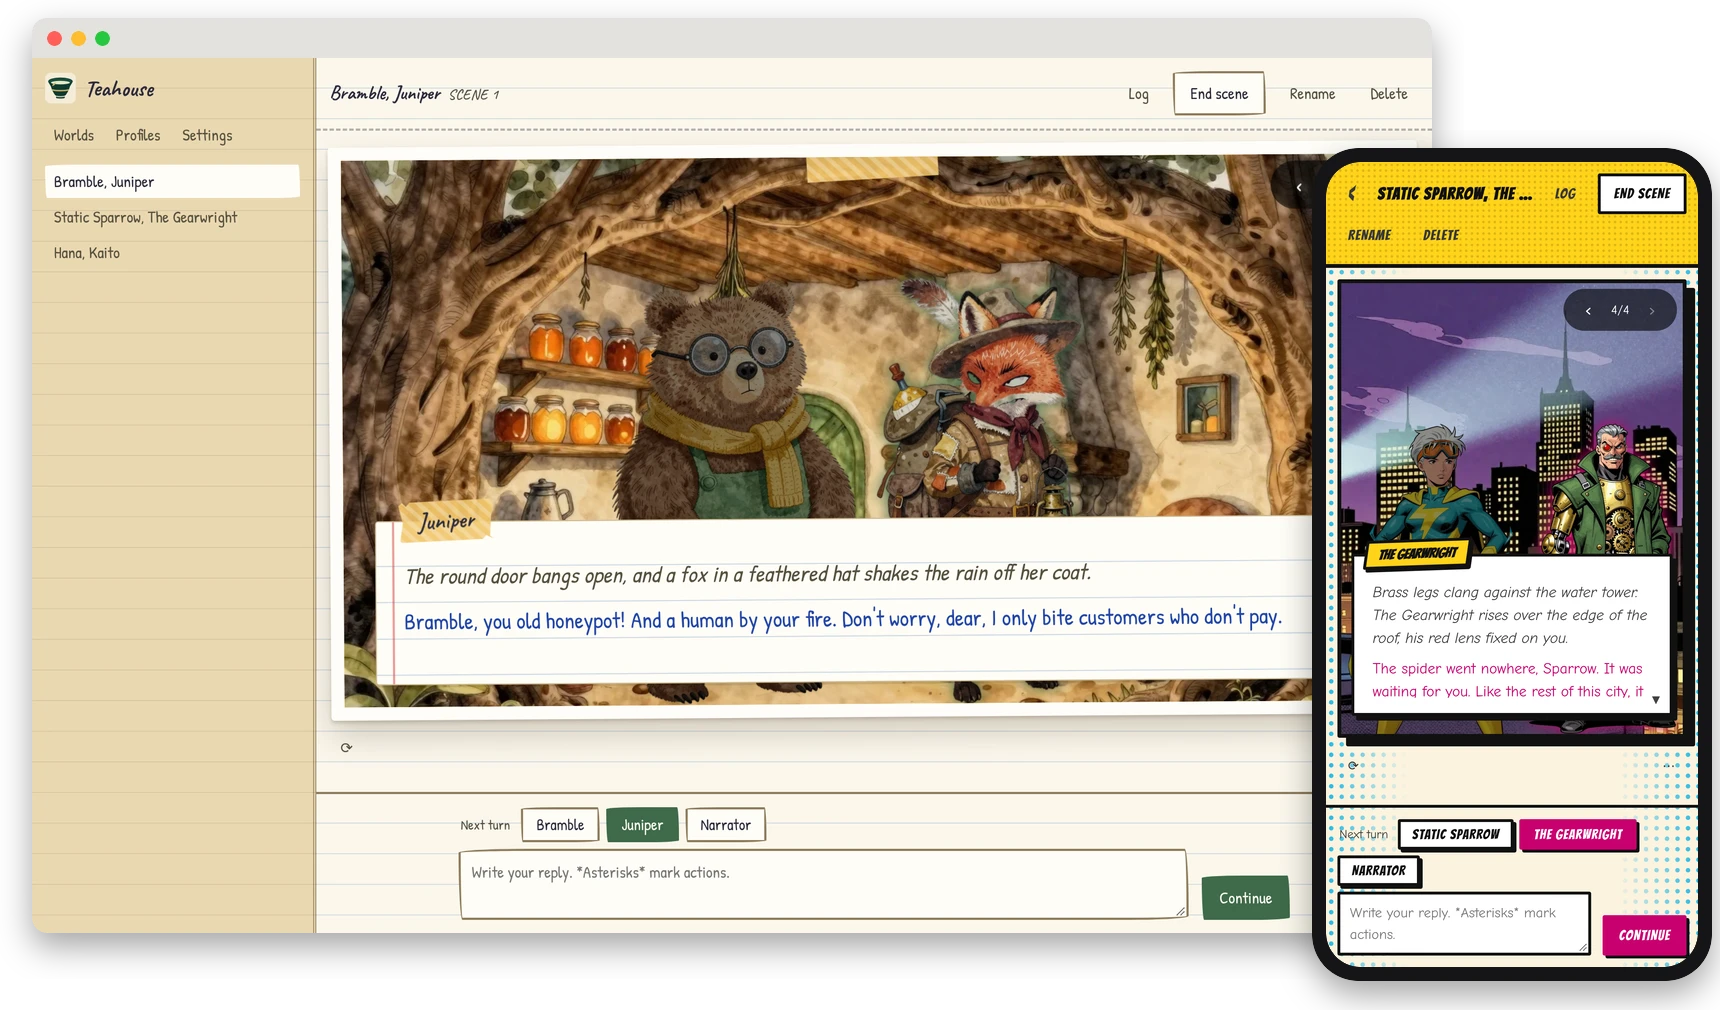 Teahouse
Worlds Profiles Settings
Bramble, Juniper
Static Sparrow, The Gearwright
Hana, Kaito
Bramble, Juniper SCENE 1
Log End scene Rename Delete
Juniper
The round door bangs open, and a fox in a feathered hat shakes the rain off her coat.
Bramble, you old honeypot! And a human by your fire. Don't worry, dear, I only bite customers who don't pay.
Next turn Bramble Juniper Narrator
Write your reply. *Asterisks* mark actions.
Continue
STATIC SPARROW, THE ... LOG END SCENE
RENAME DELETE
4/4
THE GEARWRIGHT
Brass legs clang against the water tower.
The Gearwright rises over the edge of the
roof, his red lens fixed on you.
The spider went nowhere, Sparrow. It was
waiting for you. Like the rest of this city, it
Next turn STATIC SPARROW THE GEARWRIGHT
NARRATOR
Write your reply. *Asterisks* mark
actions.
CONTINUE